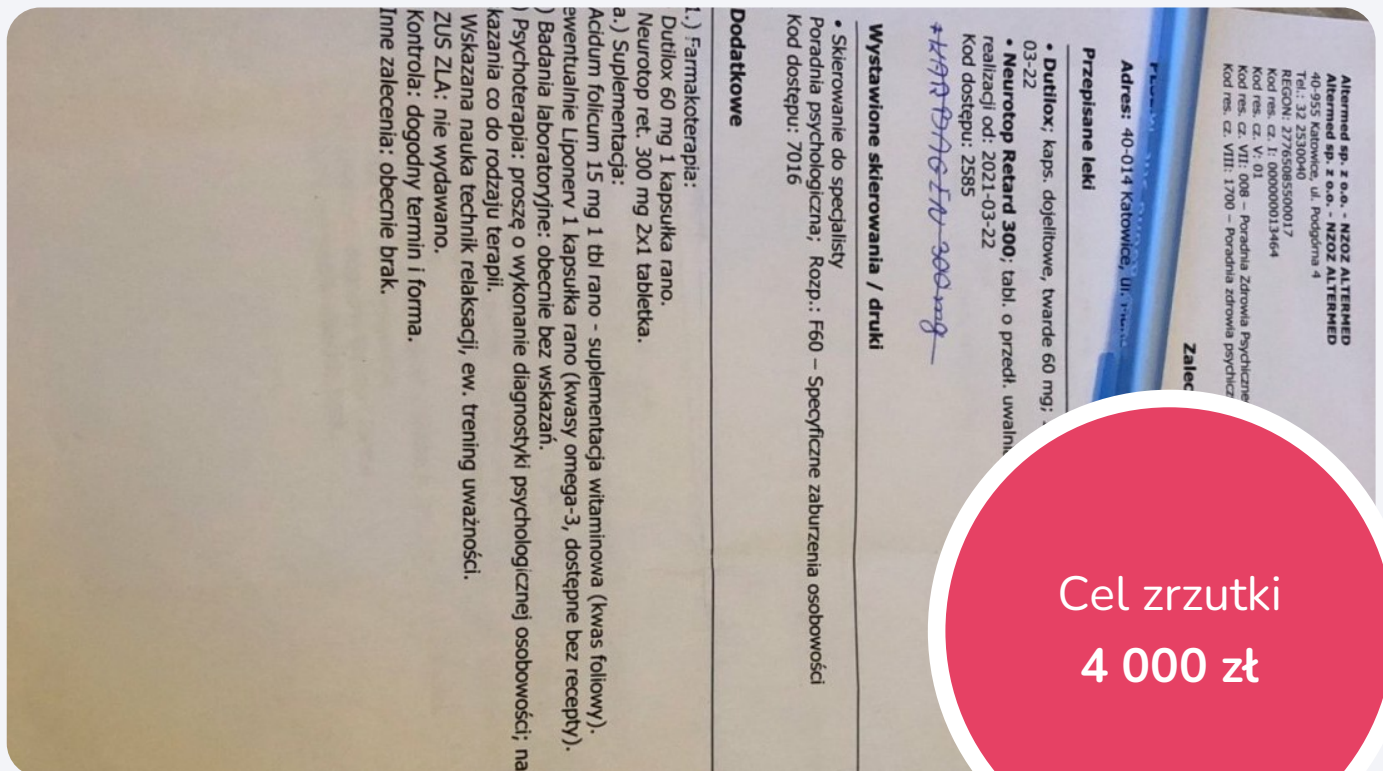 Altermed sp. z o.o. - NZOZ ALTERMED
Altermed sp. z o.o. - NZOZ ALTERMED
40-955 Katowice, ul. Podgórna 4
Tel.: 32 2530040
REGON: 27765085500017
Kod res. cz. I: 000000013464
Kod res. cz. V: 01
Kod res. cz. VII: 008 – Poradnia Zdrowia Psychiczne
Kod res. cz. VIII: 1700 – Poradnia zdrowia psychicz
Zalec
Adres: 40-014 Katowice, ul.
Przepisane leki
• Dutilox; kaps. dojelitowe, twarde 60 mg;
03-22
• Neurotop Retard 300; tabl. o przedł. uwalni
realizacji od: 2021-03-22
Kod dostępu: 2585
300mg
Wystawione skierowania / druki
• Skierowanie do specjalisty
Poradnia psychologiczna; Rozp.: F60 – Specyficzne zaburzenia osobowości
Kod dostępu: 7016
Dodatkowe
1.) Farmakoterapia:
Dutilox 60 mg 1 kapsułka rano.
Neurotop ret. 300 mg 2x1 tabletka.
a.) Suplementacja:
Acidum folicum 15 mg 1 tbl rano - suplementacja witaminowa (kwas foliowy).
ewentualnie Liponerv 1 kapsułka rano (kwasy omega-3, dostępne bez recepty).
) Badania laboratoryjne: obecnie bez wskazań.
) Psychoterapia: proszę o wykonanie diagnostyki psychologicznej osobowości; na
kazania co do rodzaju terapii.
Wskazana nauka technik relaksacji, ew. trening uważności.
ZUS ZLA: nie wydawano.
Kontrola: dogodny termin i forma.
Inne zalecenia: obecnie brak.
Cel zrzutki
4 000 zł